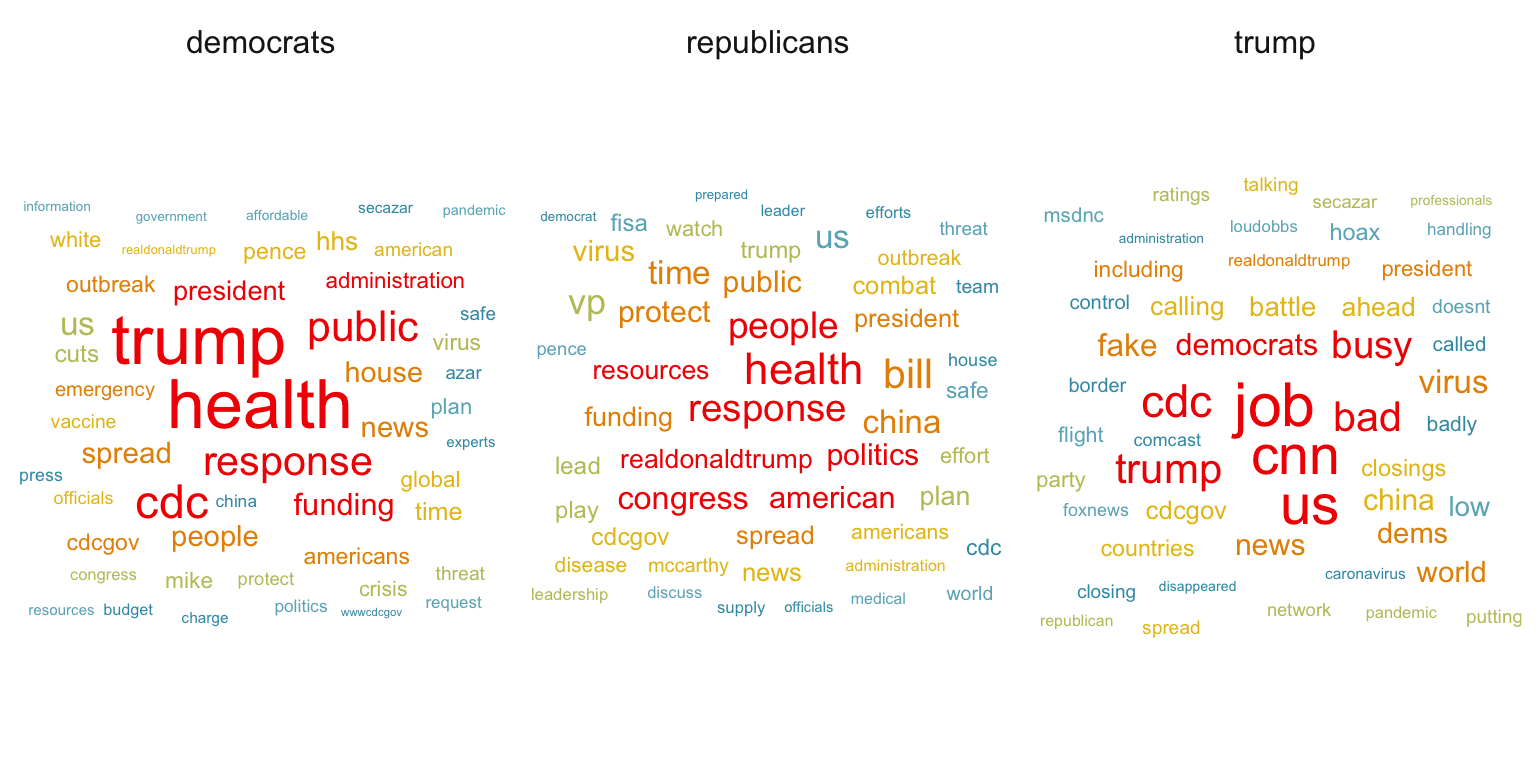 democrats
republicans
trump
information
government
affordable
secazar
pandemic
white
realdonaldtrump
pence
hhs
american
outbreak
president
administration
us
trump
public
safe
cuts
virus
emergency
house
azar
health
plan
vaccine
news
spread
experts
press
response
officials
cdc
china
funding
global
time
cdcgov
people
americans
congress
mike
protect
crisis
threat
resources
budget
charge
politics
wwwcdcgov
request
prepared
democrat
fisa
watch
leader
efforts
virus
trump
us
threat
time
public
outbreak
vp
protect
combat
team
people
president
pence
resources
health
bill
house
safe
funding
response
china
lead
realdonaldtrump
politics
effort
play
congress
american
plan
cdcgov
spread
americans
cdc
disease
mccarthy
news
administration
leadership
discuss
supply
officials
medical
world
ratings
talking
secazar
professionals
msdnc
administration
loudobbs
hoax
handling
including
realdonaldtrump
president
control
calling
battle
ahead
doesnt
fake
democrats
busy
called
border
cdc
job
bad
virus
badly
flight
comcast
cnn
party
trump
closings
foxnews
cdcgov
us
china
low
countries
news
dems
closing
disappeared
caronavirus
world
republican
spread
network
pandemic
putting